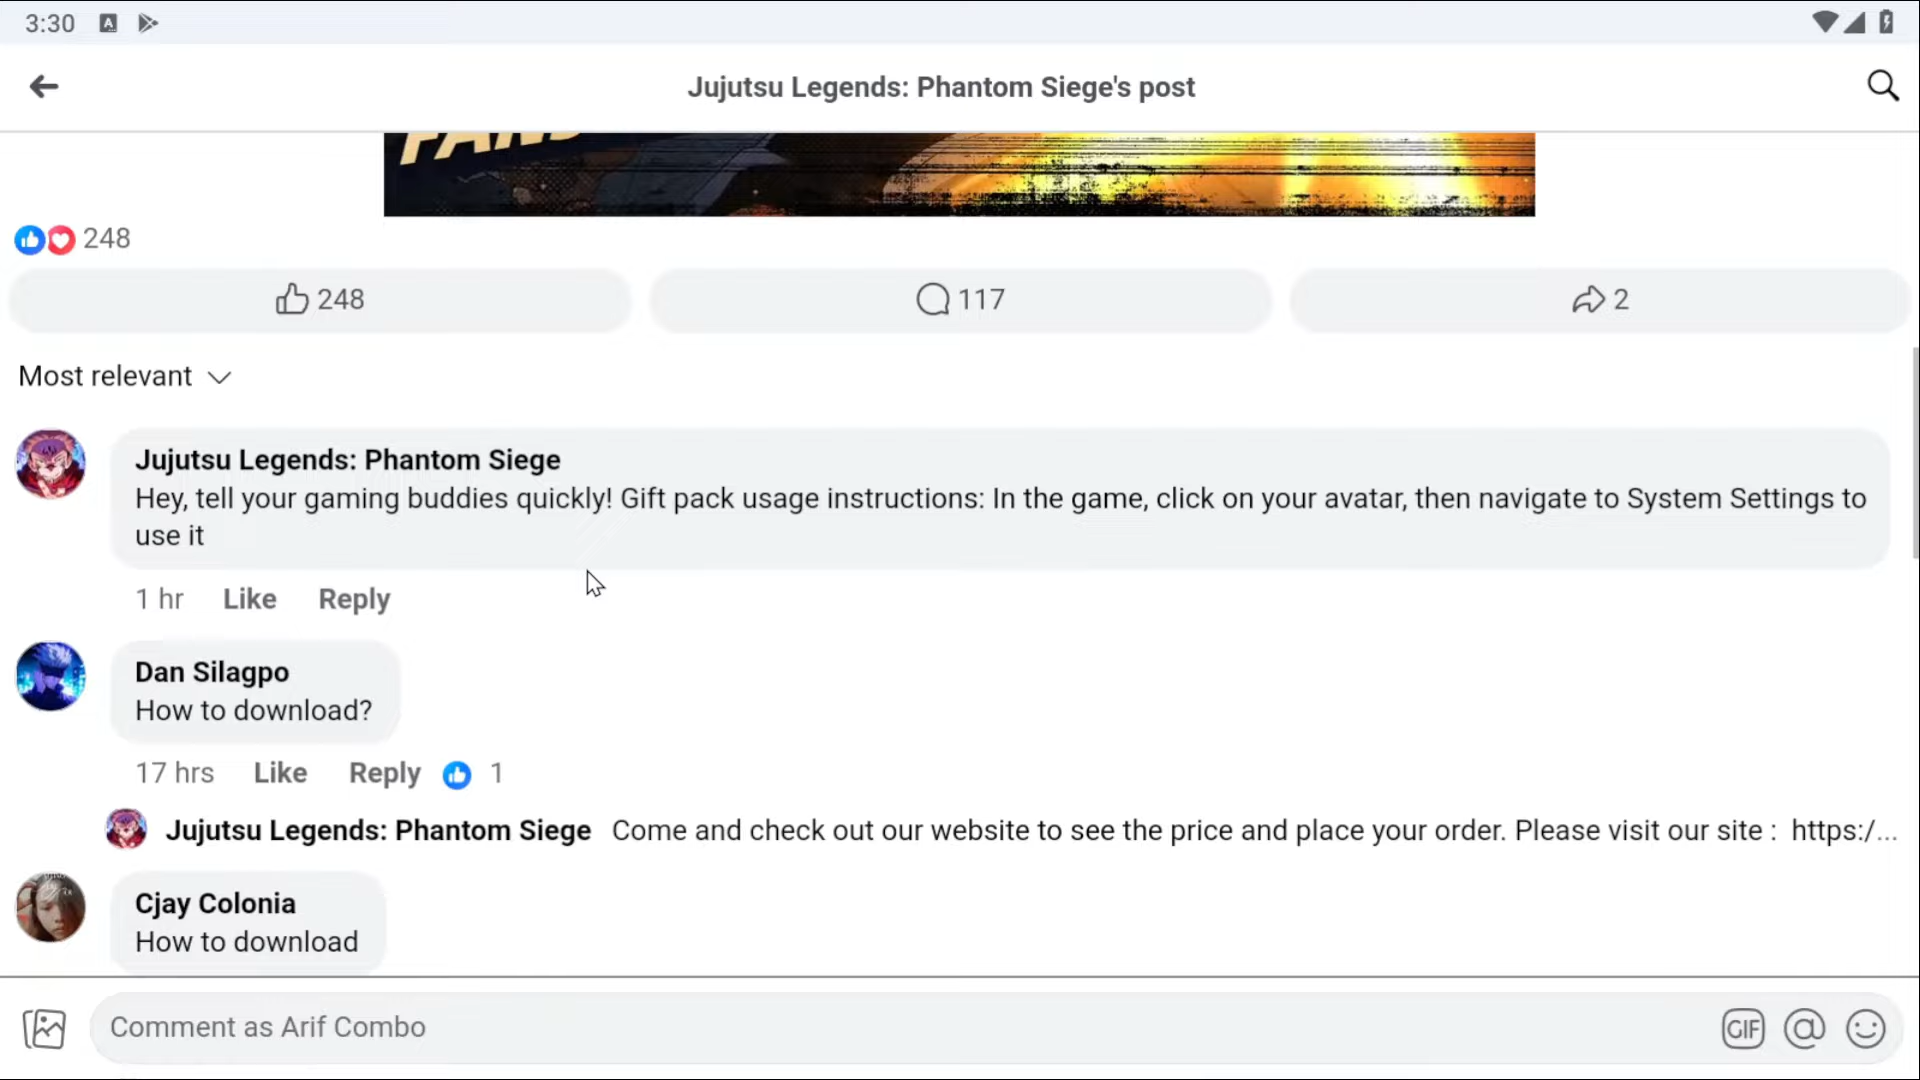 3:30
Jujutsu Legends: Phantom Siege's post
248
248
117
2
Most relevant
Jujutsu Legends: Phantom Siege
Hey, tell your gaming buddies quickly! Gift pack usage instructions: In the game, click on your avatar, then navigate to System Settings to
use it
1 hr Like Reply
Dan Silagpo
How to download?
17 hrs Like Reply 1
Jujutsu Legends: Phantom Siege Come and check out our website to see the price and place your order. Please visit our site : https:/...
Cjay Colonia
How to download
Comment as Arif Combo
GIF